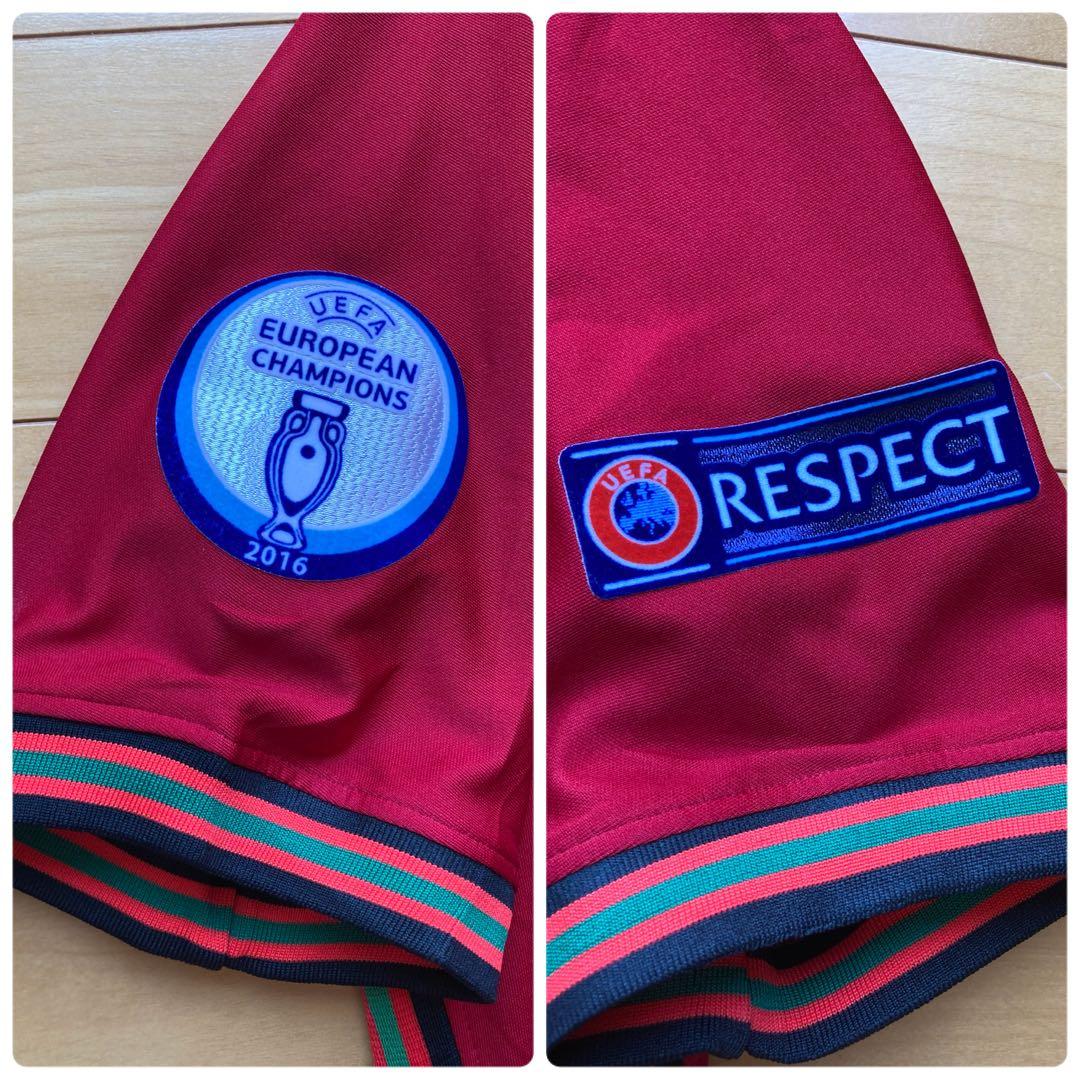 UEFA
EUROPEAN
CHAMPIONS
2016
UEFA
RESPECT